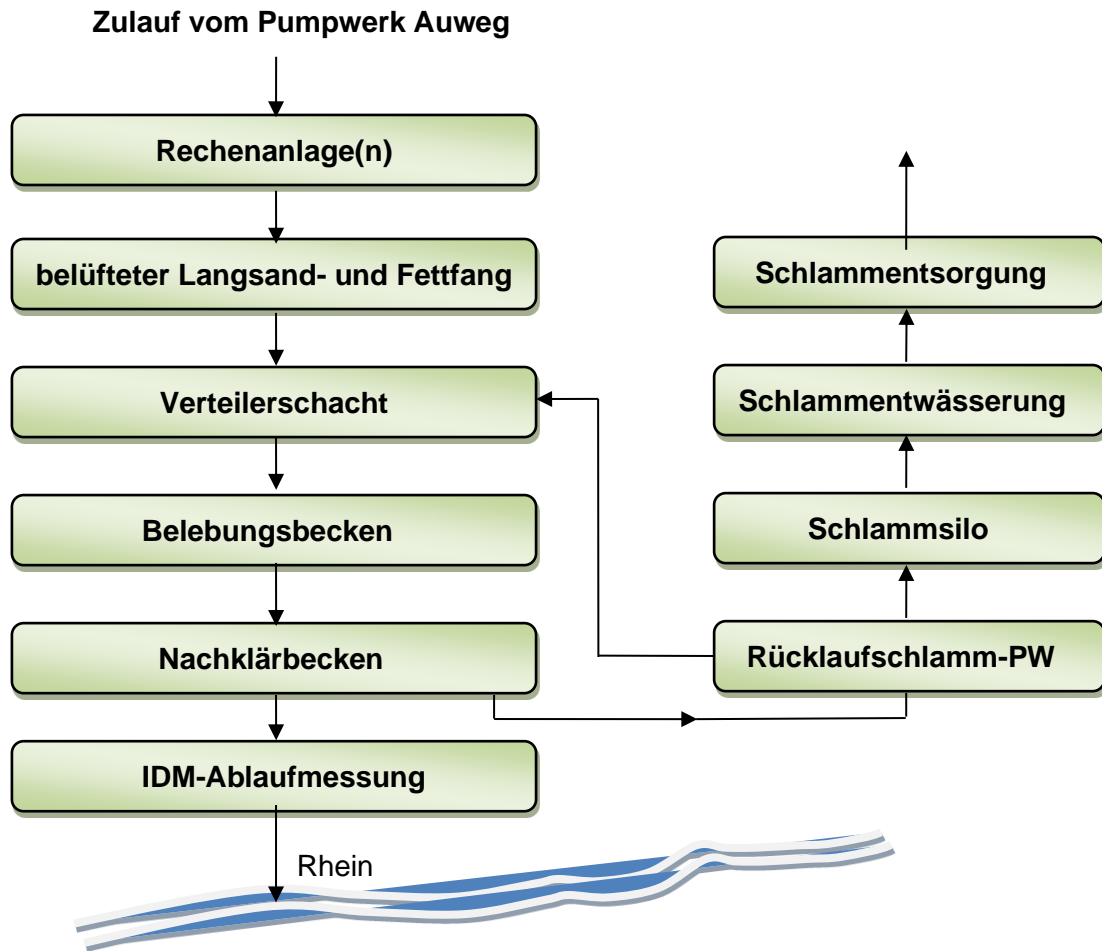 Zulauf vom Pumpwerk Auweg
Rechenanlage(n)
belüfteter Langsand- und Fettfang
Verteilerschacht
Belebungsbecken
Nachklärbecken
IDM-Ablaufmessung
Rhein
Schlammentsorgung
Schlammentwässerung
Schlammsilo
Rücklaufschlamm-PW